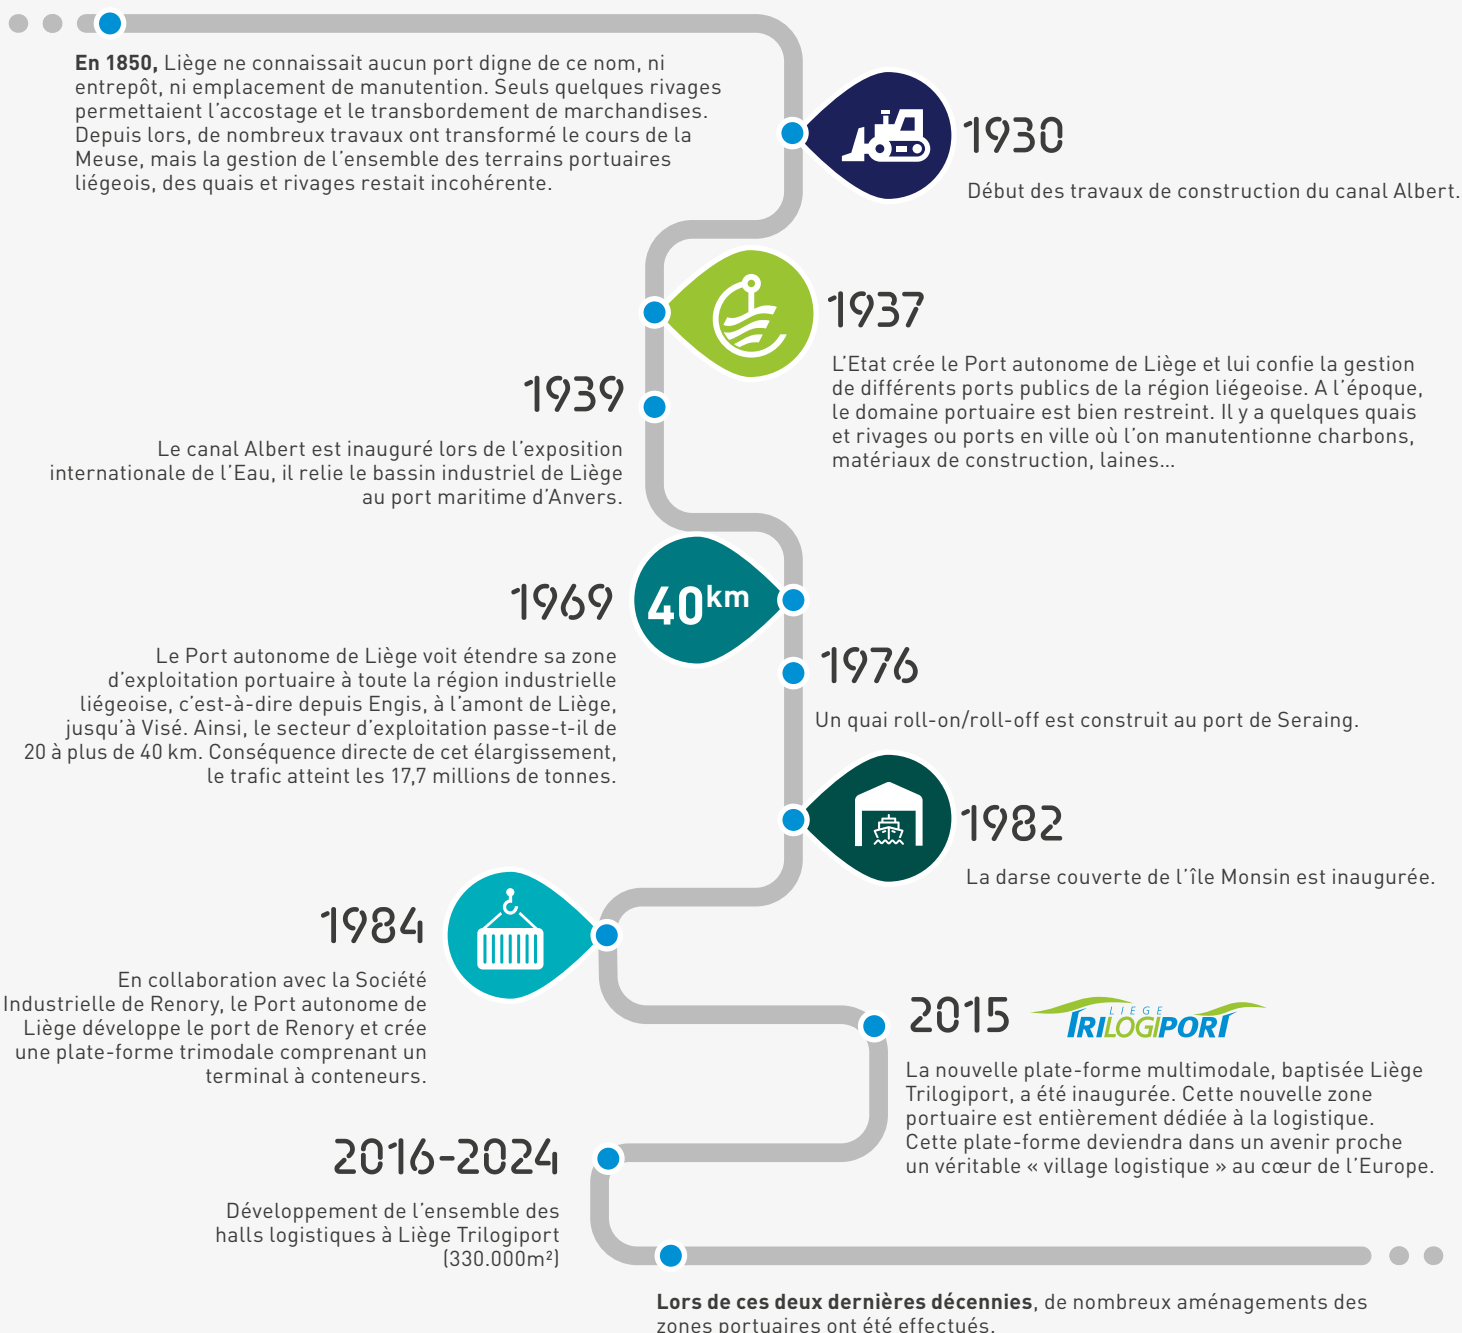 En 1850, Liège ne connaissait aucun port digne de ce nom, ni
entrepôt, ni emplacement de manutention. Seuls quelques rivages
permettaient l'accostage et le transbordement de marchandises.
Depuis lors, de nombreux travaux ont transformé le cours de la
Meuse, mais la gestion de l'ensemble des terrains portuaires
liégeois, des quais et rivages restait incohérente.
1930
Début des travaux de construction du canal Albert.
1937
L'Etat crée le Port autonome de Liège et lui confie la gestion
de différents ports publics de la région liégeoise. A l'époque,
le domaine portuaire est bien restreint. Il y a quelques quais
et rivages ou ports en ville où l'on manutentionne charbons,
matériaux de construction, laines...
1939
Le canal Albert est inauguré lors de l'exposition
internationale de l'Eau, il relie le bassin industriel de Liège
au port maritime d'Anvers.
1969
40km
Le Port autonome de Liège voit étendre sa zone
d'exploitation portuaire à toute la région industrielle
liégeoise, c'est-à-dire depuis Engis, à l'amont de Liège,
jusqu'à Visé. Ainsi, le secteur d'exploitation passe-t-il de
20 à plus de 40 km. Conséquence directe de cet élargissement,
le trafic atteint les 17,7 millions de tonnes.
1976
Un quai roll-on/roll-off est construit au port de Seraing.
1982
La darse couverte de l'île Monsin est inaugurée.
1984
En collaboration avec la Société
Industrielle de Renory, le Port autonome de
Liège développe le port de Renory et crée
une plate-forme trimodale comprenant un
terminal à conteneurs.
2015
LIEGE
TRILOGIPORT
La nouvelle plate-forme multimodale, baptisée Liège
Trilogiport, a été inaugurée. Cette nouvelle zone
portuaire est entièrement dédiée à la logistique.
Cette plate-forme deviendra dans un avenir proche
un véritable « village logistique » au cœur de l'Europe.
2016-2024
Développement de l'ensemble des
halls logistiques à Liège Trilogiport
(330.000m²)
Lors de ces deux dernières décennies, de nombreux aménagements des
zones portuaires ont été effectués.